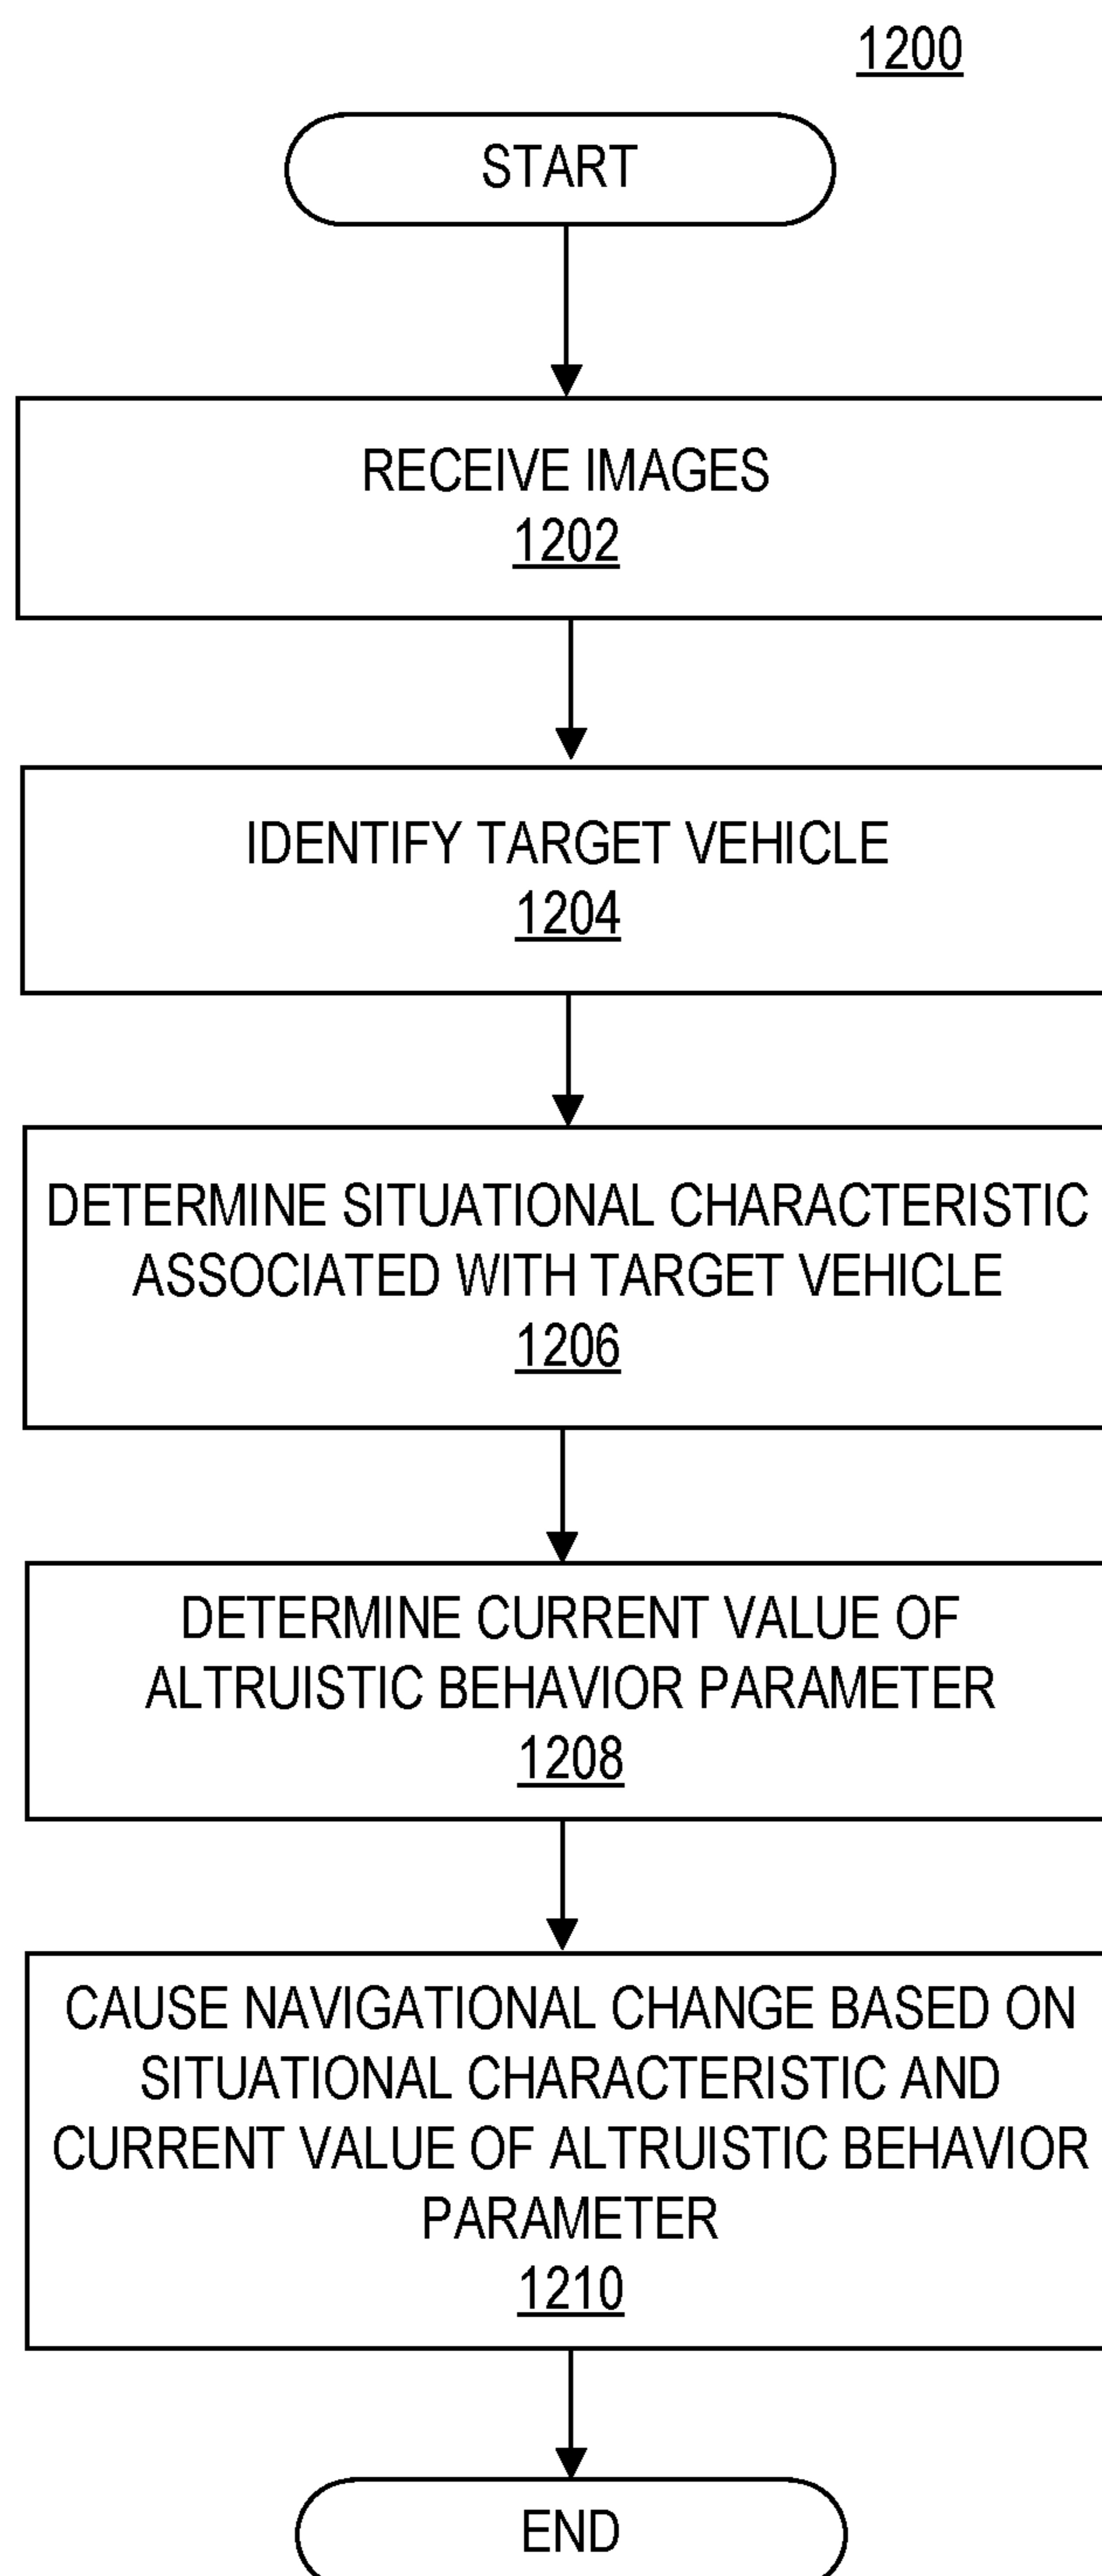 1200
START
RECEIVE IMAGES
1202
IDENTIFY TARGET VEHICLE
1204
DETERMINE SITUATIONAL CHARACTERISTIC
ASSOCIATED WITH TARGET VEHICLE
1206
DETERMINE CURRENT VALUE OF
ALTRUISTIC BEHAVIOR PARAMETER
1208
CAUSE NAVIGATIONAL CHANGE BASED ON
SITUATIONAL CHARACTERISTIC AND
CURRENT VALUE OF ALTRUISTIC BEHAVIOR
PARAMETER
1210
END